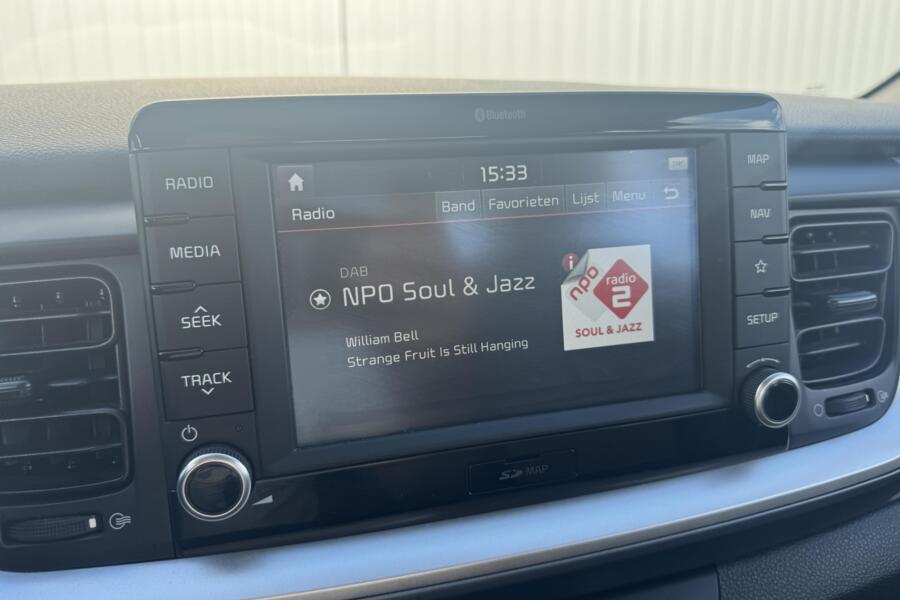 Bluetooth
RADIO
MEDIA
SEEK
TRACK
15:33
Radio
Band
Favorieten
Lijst
Menu
DAB
NPO Soul & Jazz
William Bell
Strange Fruit Is Still Hanging
i
npo
radio
2
SOUL & JAZZ
MAP
NAV
SETUP
SD MAP